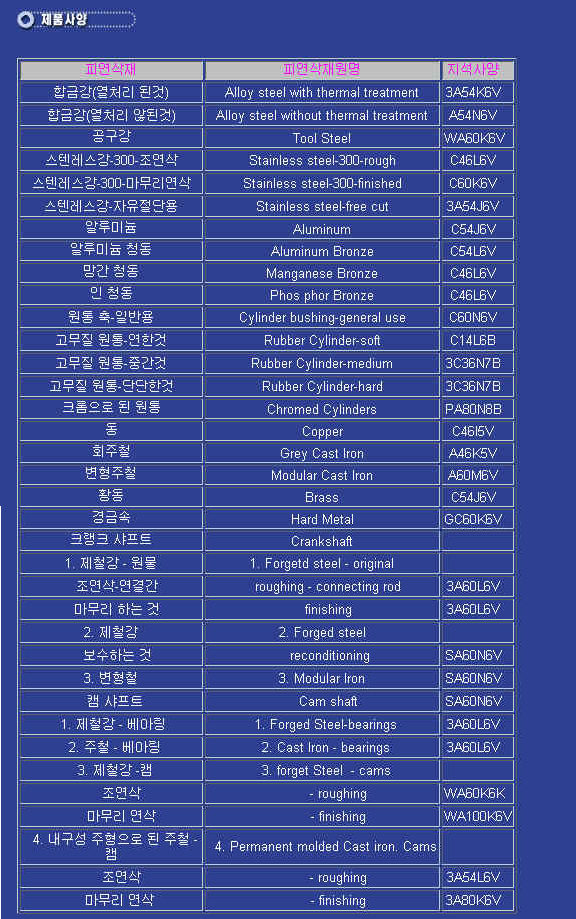 제품사양
피연삭재 피연삭재원명 지석사양
합금강(열처리 된것) Alloy steel with thermal treatment 3A54K6V
합금강(열처리 않된것) Alloy steel without thermal treatment A54N6V
공구강 Tool Steel WA60K6V
스텐레스강-300-조연삭 Stainless steel-300-rough C46L6V
스텐레스강-300-마무리연삭 Stainless steel-300-finished C60K6V
스텐레스강-자유절단용 Stainless steel-free cut 3A54J6V
알루미늄 Aluminum C54J6V
알루미늄 청동 Aluminum Bronze C54L6V
망간 청동 Manganese Bronze C46L6V
인 청동 Phos phor Bronze C46L6V
원통 축-일반용 Cylinder bushing-general use C60N6V
고무질 원통-연한것 Rubber Cylinder-soft C14L6B
고무질 원통-중간것 Rubber Cylinder-medium 3C36N7B
고무질 원통-단단한것 Rubber Cylinder-hard 3C36N7B
크롬으로 된 원통 Chromed Cylinders PA80N8B
동 Copper C46I5V
회주철 Grey Cast Iron A46K5V
변형주철 Modular Cast Iron A60M6V
황동 Brass C54J6V
경금속 Hard Metal GC60K6V
크랭크 샤프트 Crankshaft
1. 제철강 - 원물 1. Forgetd steel - original
조연삭-연결간 roughing - connecting rod 3A60L6V
마무리 하는 것 finishing 3A60L6V
2. 제철강 2. Forged steel
보수하는 것 reconditioning SA60N6V
3. 변형철 3. Modular Iron SA60N6V
캠 샤프트 Cam shaft SA60N6V
1. 제철강 - 베아링 1. Forged Steel-bearings 3A60L6V
2. 주철 - 베아링 2. Cast Iron - bearings 3A60L6V
3. 제철강 -캠 3. forget Steel - cams
조연삭 - roughing WA60K6K
마무리 연삭 - finishing WA100K6V
4. 내구성 주형으로 된 주철 -
캠 4. Permanent molded Cast iron. Cams
조연삭 - roughing 3A54L6V
마무리 연삭 - finishing 3A80K6V